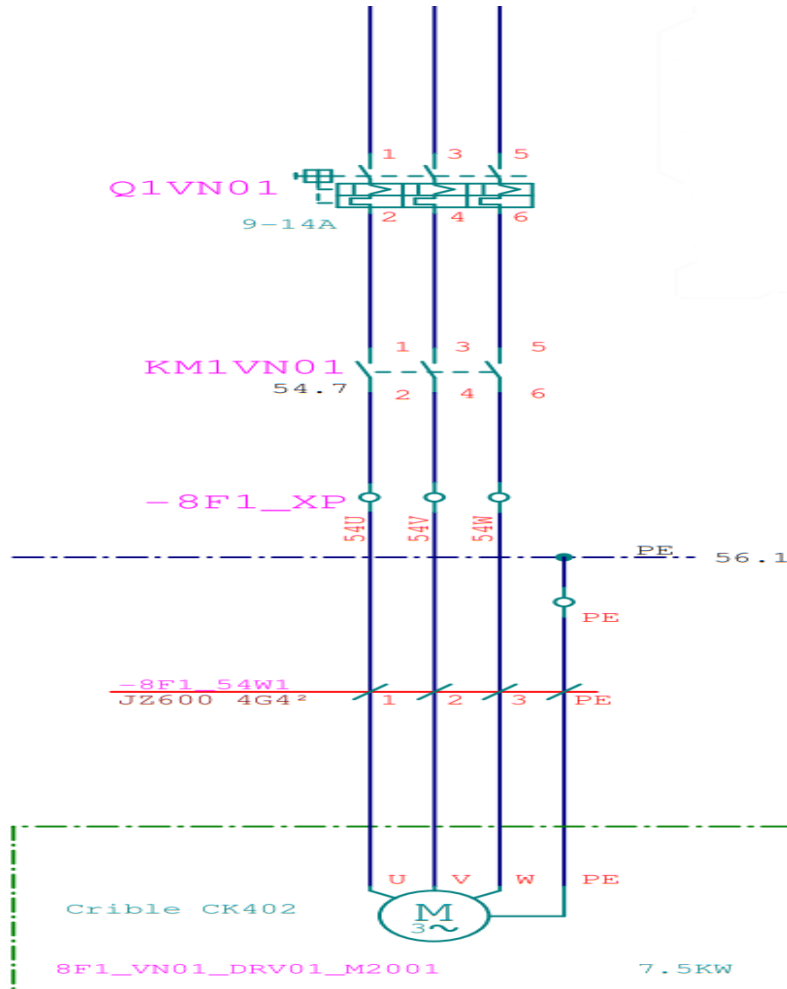 1 3 5
Q1VN01
2 4 6
9-14A
1 3 5
KM1VN01
54.7
2 4 6
-8F1_XP
54U 54V 54W
PE 56.1
PE
-8F1_54W1
JZ600 4G4²
1 2 3 PE
U V W PE
Crible CK402
M
3~
8F1_VN01_DRV01_M2001
7.5KW